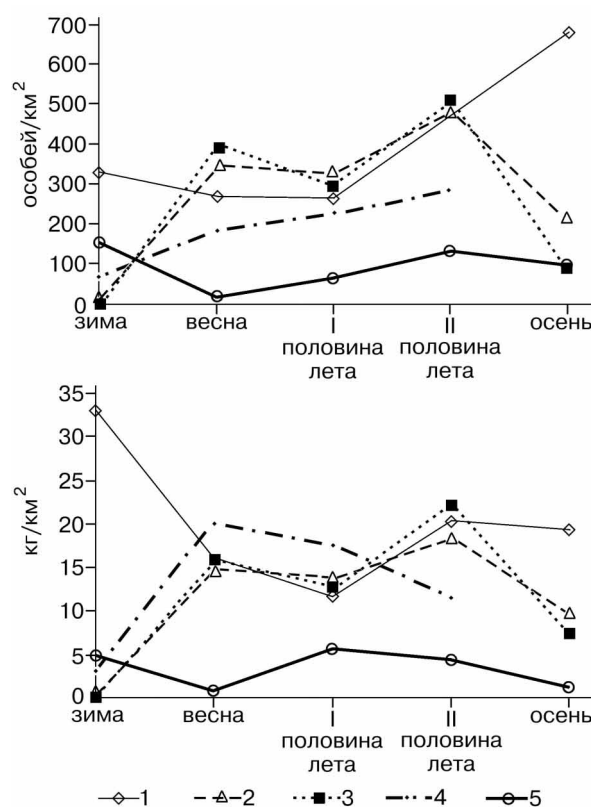 700
600
500
400
300
200
100
0
особей/км²
зима
весна
I
половина
лета
II
половина
лета
осень
35
30
25
20
15
10
5
0
кг/км²
зима
весна
I
половина
лета
II
половина
лета
осень
1 2 3 4 5